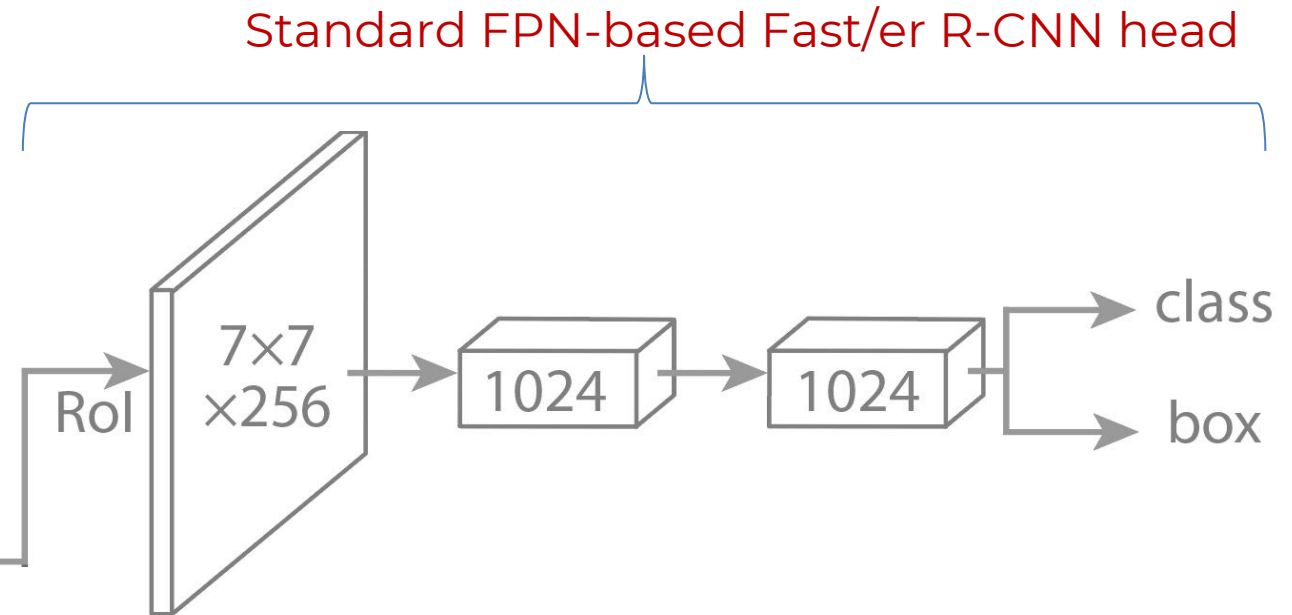 Standard FPN-based Fast/er R-CNN head
RoI
7×7
×256
1024
1024
class
box